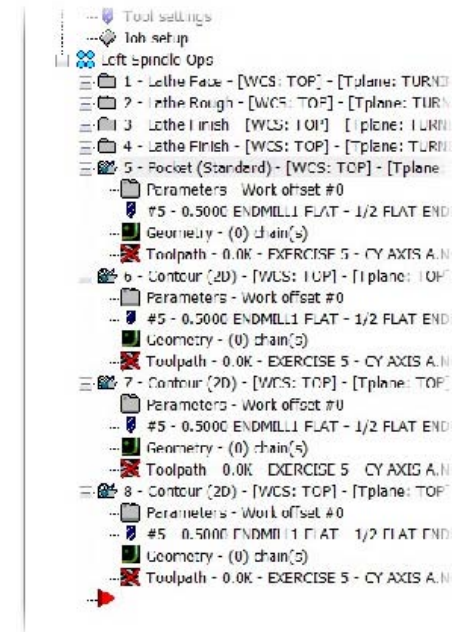 Tool settings
Job setup
Left Spindle Ops
1 - Lathe Face - [WCS: TOP] - [Tplane: TURNI
2 - Lathe Rough - [WCS: TOP] - [Tplane: TURN
3 - Lathe Finish - [WCS: TOP] - [Tplane: TURNI
4 - Lathe Finish - [WCS: TOP] - [Tplane: TURNI
5 - Pocket (Standard) - [WCS: TOP] - [Tplane:
Parameters - Work offset #0
#5 - 0.5000 ENDMILL1 FLAT - 1/2 FLAT END
Geometry - (0) chain(s)
Toolpath - 0.0K - EXERCISE 5 - CY AXIS A.N
6 - Contour (2D) - [WCS: TOP] - [Tplane: TOP
Parameters - Work offset #0
#5 - 0.5000 ENDMILL1 FLAT - 1/2 FLAT END
Geometry - (0) chain(s)
Toolpath - 0.0K - EXERCISE 5 - CY AXIS A.N
7 - Contour (2D) - [WCS: TOP] - [Tplane: TOP]
Parameters - Work offset #0
#5 - 0.5000 ENDMILL1 FLAT - 1/2 FLAT END
Geometry - (0) chain(s)
Toolpath - 0.0K - EXERCISE 5 - CY AXIS A.N
8 - Contour (2D) - [WCS: TOP] - [Tplane: TOP
Parameters - Work offset #0
#5 - 0.5000 ENDMILL1 FLAT - 1/2 FLAT END
Geometry - (0) chain(s)
Toolpath - 0.0K - EXERCISE 5 - CY AXIS A.N